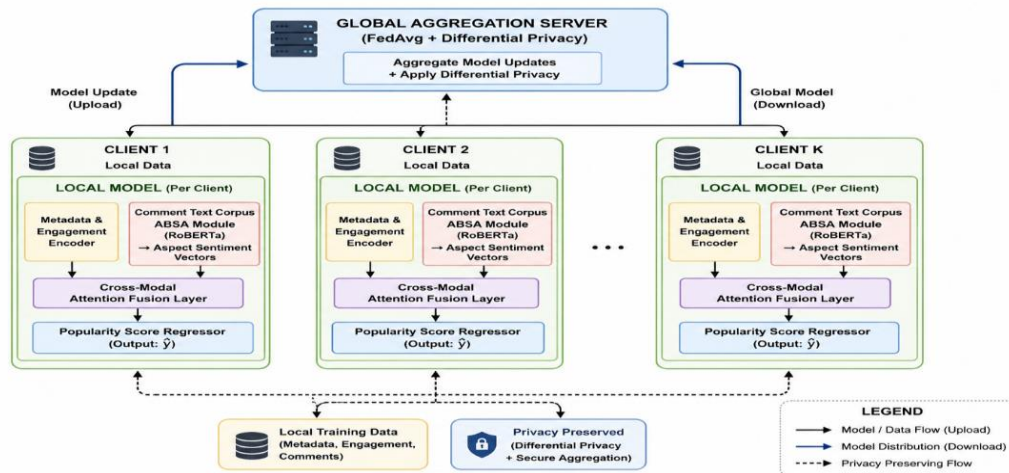 GLOBAL AGGREGATION SERVER
(FedAvg + Differential Privacy)
Aggregate Model Updates
+ Apply Differential Privacy
Model Update
(Upload)
Global Model
(Download)
CLIENT 1
Local Data
LOCAL MODEL (Per Client)
Metadata &
Engagement
Encoder
Comment Text Corpus
ABSA Module
(RoBERTa)
→ Aspect Sentiment
Vectors
Cross-Modal
Attention Fusion Layer
Popularity Score Regressor
(Output: ŷ)
CLIENT 2
Local Data
LOCAL MODEL (Per Client)
Metadata &
Engagement
Encoder
Comment Text Corpus
ABSA Module
(RoBERTa)
→ Aspect Sentiment
Vectors
Cross-Modal
Attention Fusion Layer
Popularity Score Regressor
(Output: ŷ)
...
CLIENT K
Local Data
LOCAL MODEL (Per Client)
Metadata &
Engagement
Encoder
Comment Text Corpus
ABSA Module
(RoBERTa)
→ Aspect Sentiment
Vectors
Cross-Modal
Attention Fusion Layer
Popularity Score Regressor
(Output: ŷ)
Local Training Data
(Metadata, Engagement,
Comments)
Privacy Preserved
(Differential Privacy
+ Secure Aggregation)
LEGEND
Model / Data Flow (Upload)
Model Distribution (Download)
Privacy Preserving Flow